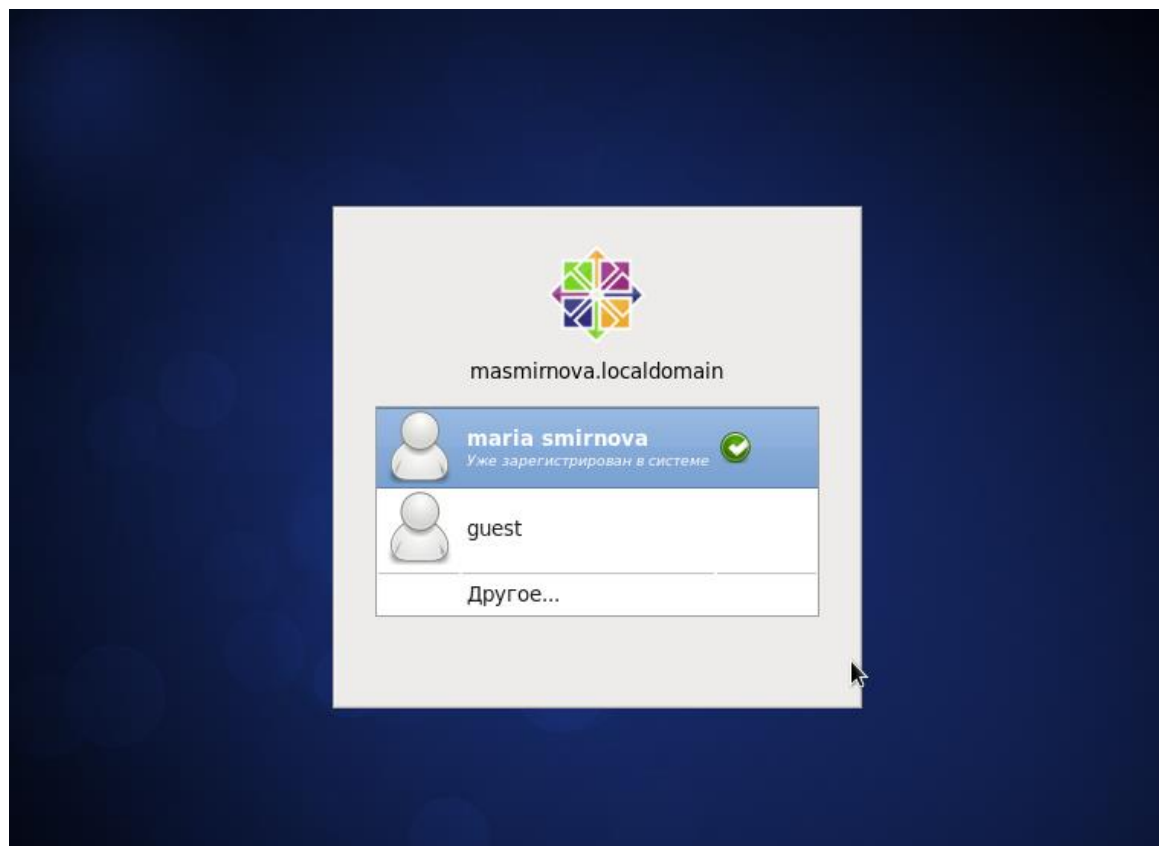 masmirnova.localdomain
maria smirnova
Уже зарегистрирован в системе
guest
Другое...